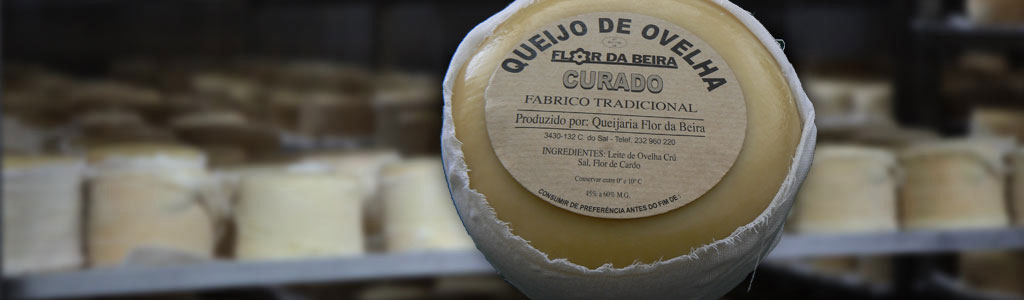 QUEIJO DE OVELHA
FLOR DA BEIRA
CURADO
FABRICO TRADICIONAL
Produzido por: Queijaria Flor da Beira
3430-132 C. do Sal - Telef. 232 960 220
INGREDIENTES: Leite de Ovelha Crú
Sal, Flor de Cardo
Conservar entre 0º e 10º C
45% a 60% M.G.
CONSUMIR DE PREFERÊNCIA ANTES DO FIM DE :